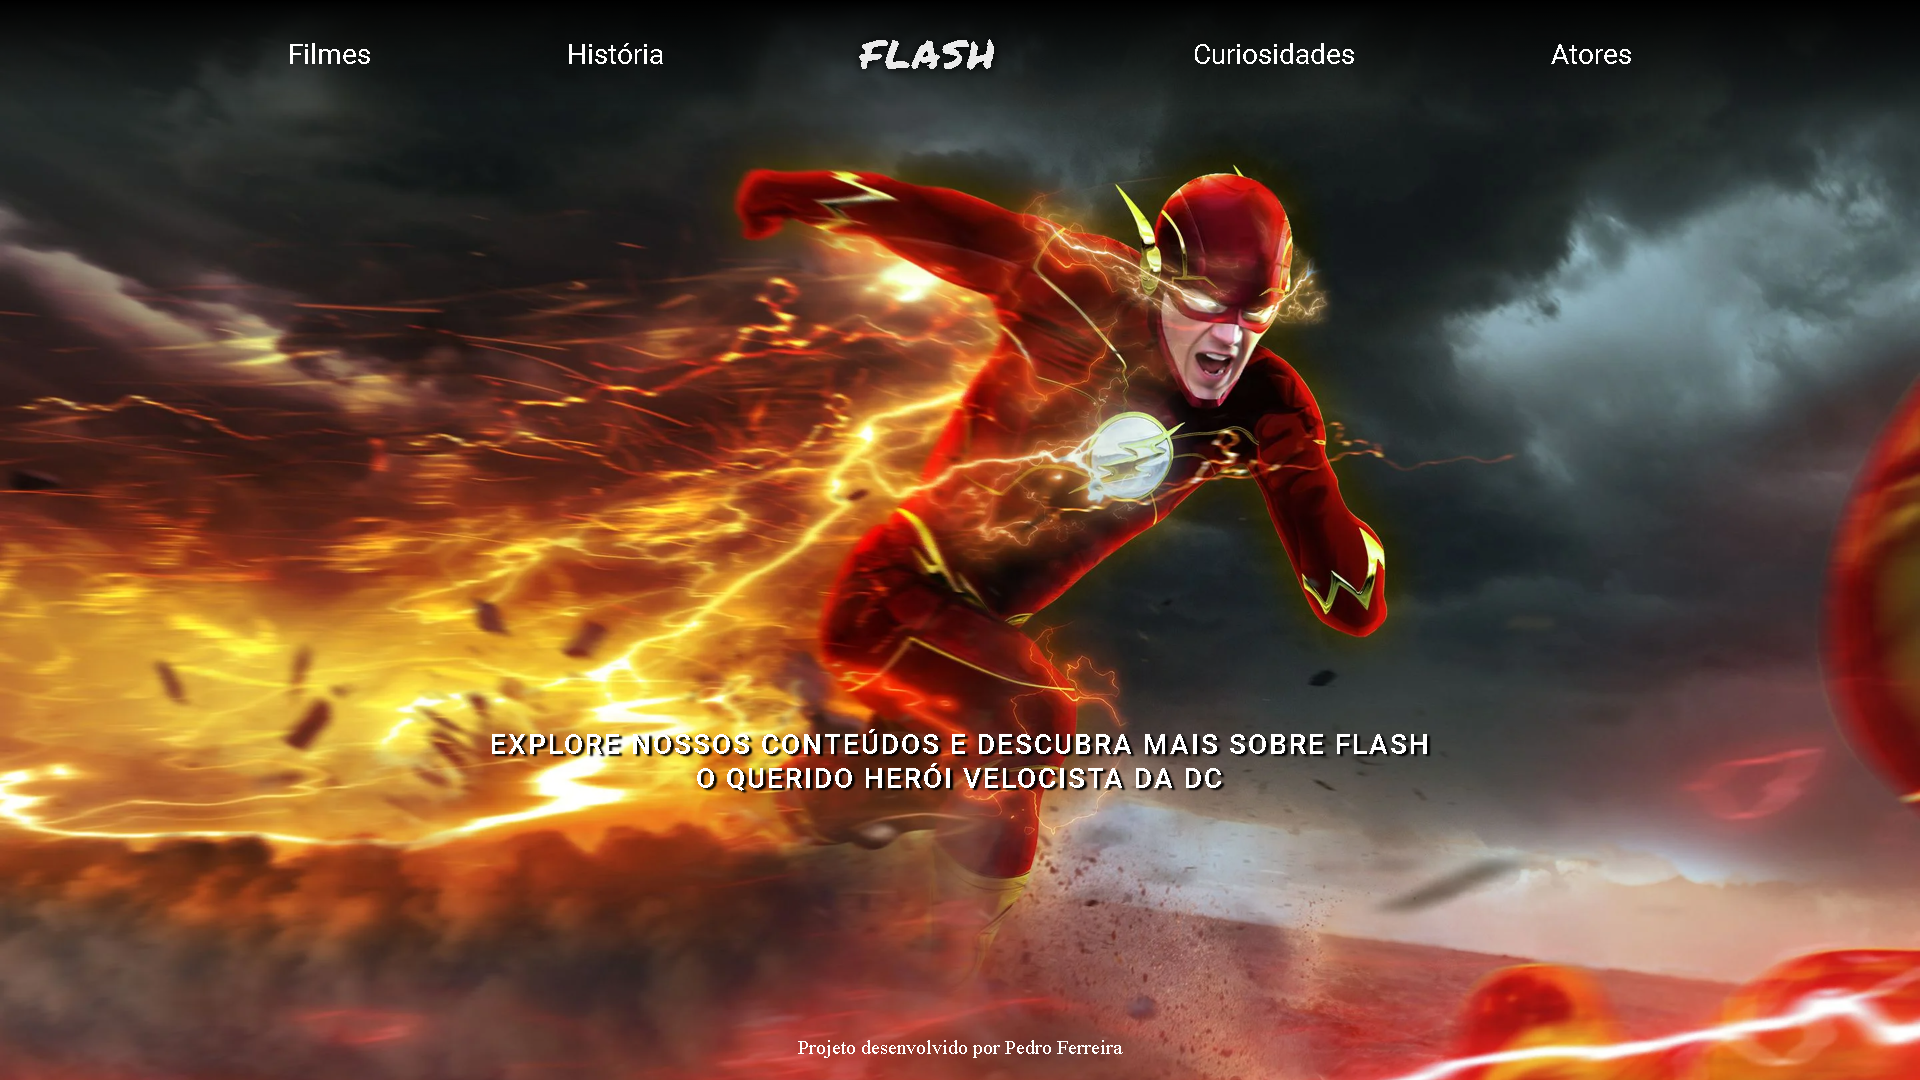 Filmes
História
FLASH
Curiosidades
Atores
EXPLORE NOSSOS CONTEÚDOS E DESCUBRA MAIS SOBRE FLASH
O QUERIDO HERÓI VELOCISTA DA DC
Projeto desenvolvido por Pedro Ferreira